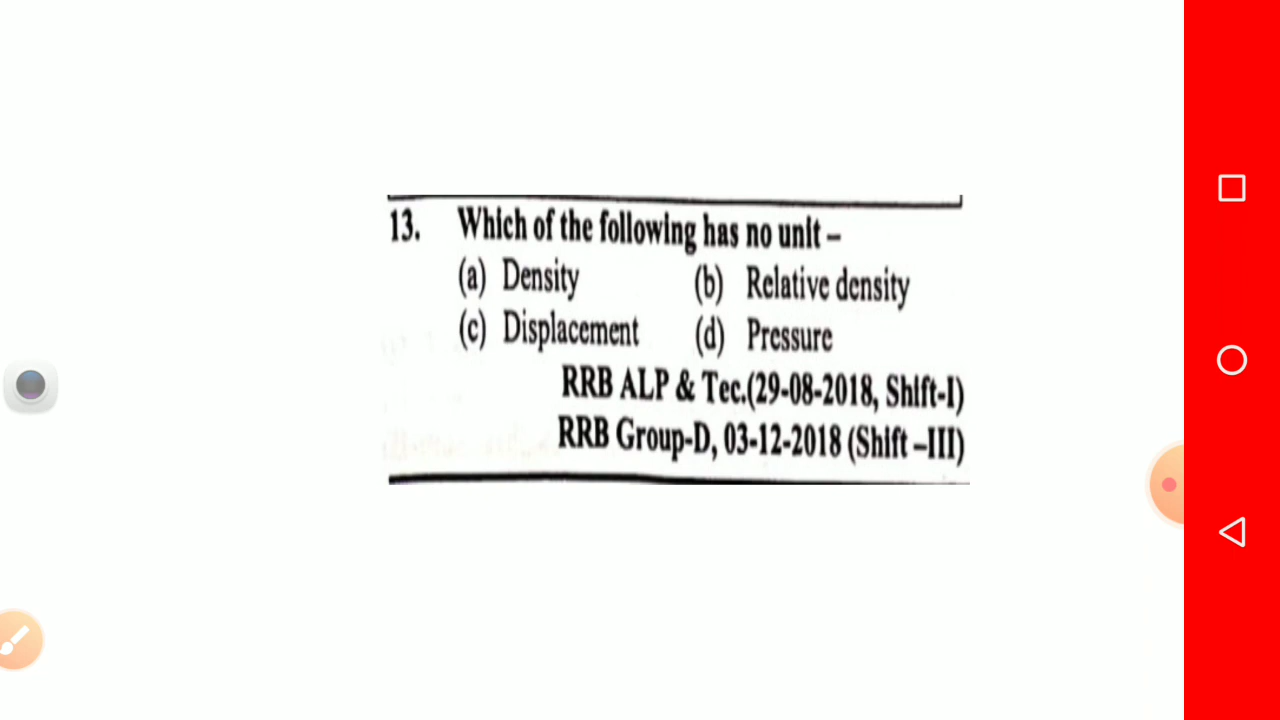 13. Which of the following has no unit –
(a) Density (b) Relative density
(c) Displacement (d) Pressure
RRB ALP & Tec.(29-08-2018, Shift-I)
RRB Group-D, 03-12-2018 (Shift –III)